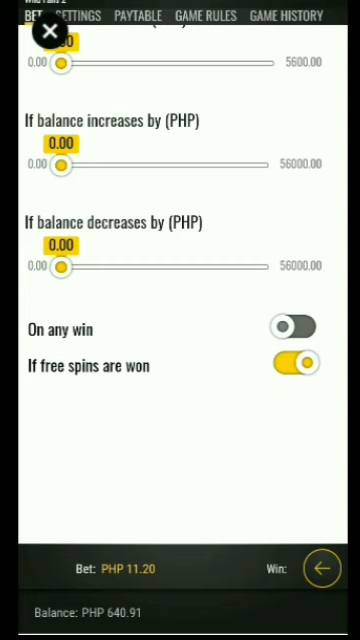 BET SETTINGS PAYTABLE GAME RULES GAME HISTORY
0.00 5600.00
If balance increases by (PHP)
0.00
0.00 56000.00
If balance decreases by (PHP)
0.00
0.00 56000.00
On any win
If free spins are won
Bet: PHP 11.20 Win:
Balance: PHP 640.91